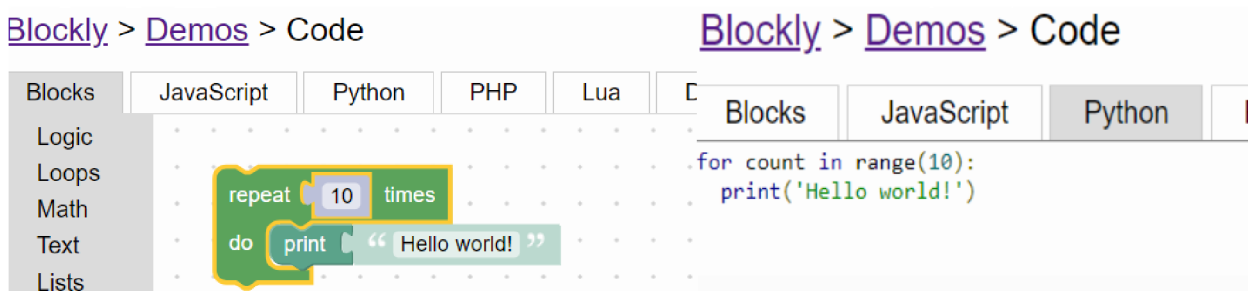 Blockly > Demos > Code
Blocks JavaScript Python PHP Lua
Logic
Loops
Math
Text
Lists
repeat 10 times
do print “ Hello world! ”
Blockly > Demos > Code
Blocks JavaScript Python
for count in range(10):
print('Hello world!')